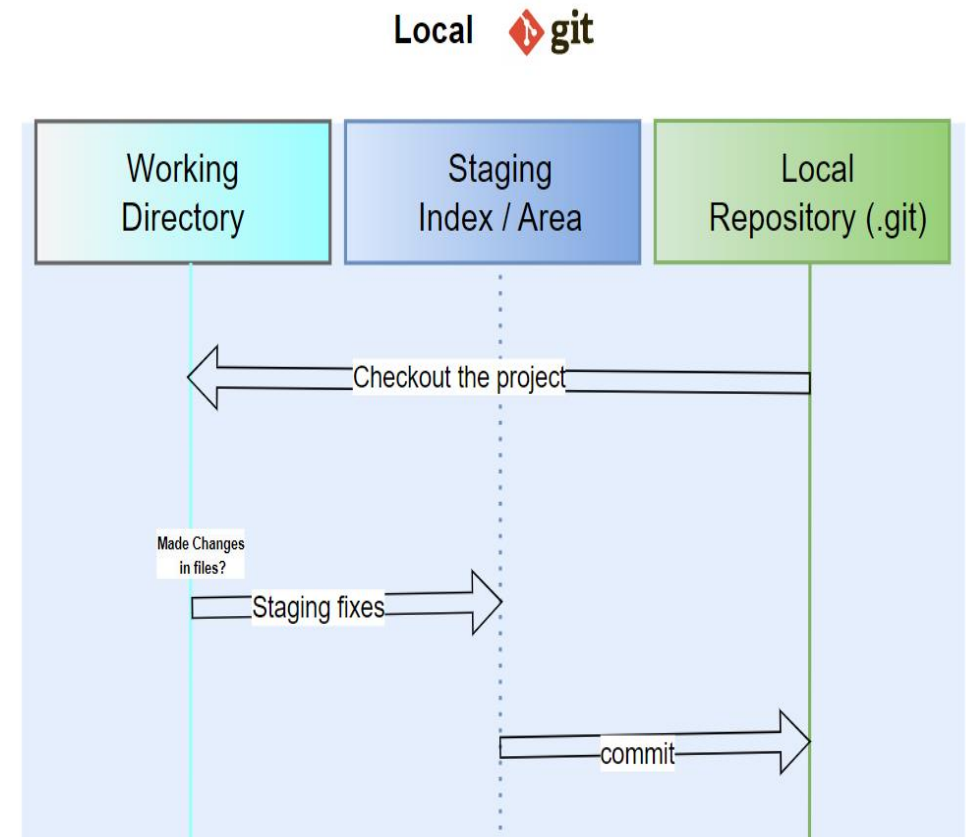 Local git
Working
Directory
Staging
Index / Area
Local
Repository (.git)
Checkout the project
Made Changes
in files?
Staging fixes
commit